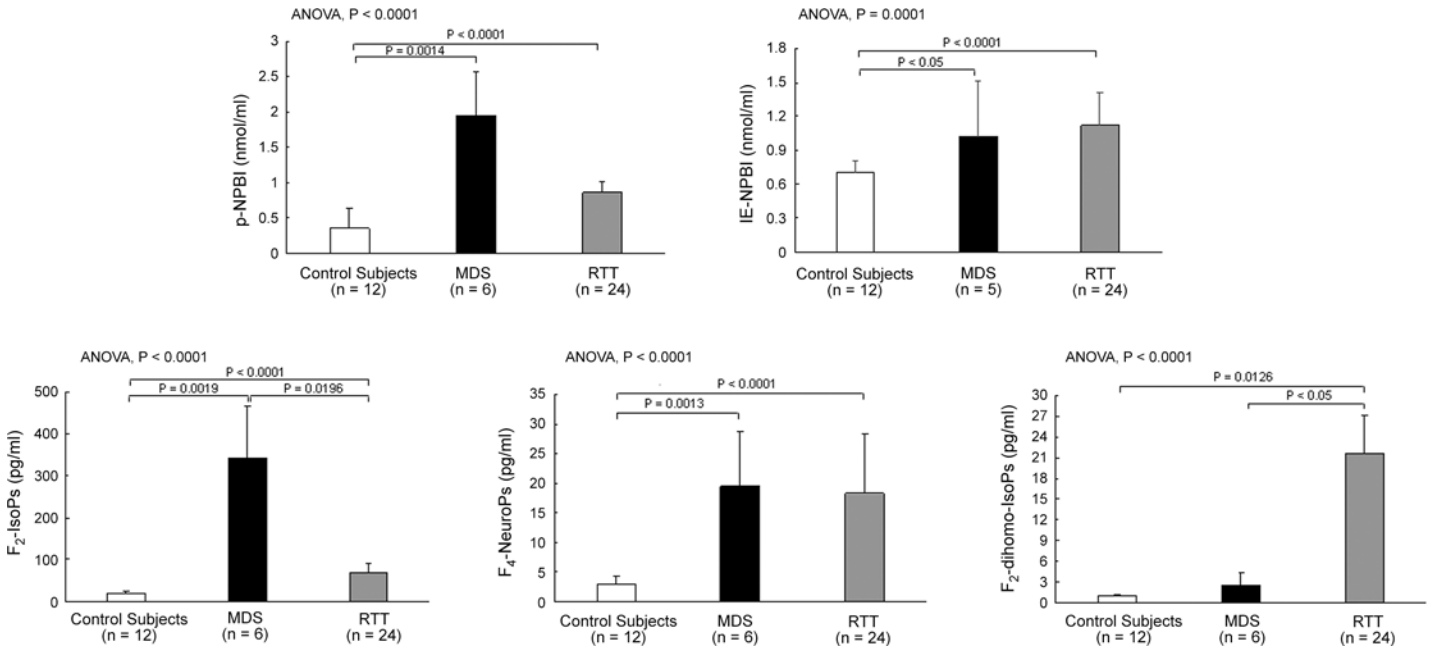 ANOVA, P < 0.0001
P < 0.0001
P = 0.0014
3
2.5
2
1.5
1
0.5
0
p-NPBI (nmol/ml)
Control Subjects
(n = 12)
MDS
(n = 6)
RTT
(n = 24)
ANOVA, P = 0.0001
P < 0.0001
P < 0.05
1.8
1.5
1.2
0.9
0.6
0.3
0
IE-NPBI (nmol/ml)
Control Subjects
(n = 12)
MDS
(n = 5)
RTT
(n = 24)
ANOVA, P < 0.0001
P < 0.0001
P = 0.0019
P = 0.0196
500
400
300
200
100
0
F2-IsoPs (pg/ml)
Control Subjects
(n = 12)
MDS
(n = 6)
RTT
(n = 24)
ANOVA, P < 0.0001
P < 0.0001
P = 0.0013
35
30
25
20
15
10
5
0
F4-NeuroPs (pg/ml)
Control Subjects
(n = 12)
MDS
(n = 6)
RTT
(n = 24)
ANOVA, P < 0.0001
P = 0.0126
P < 0.05
30
27
24
21
18
15
12
9
6
3
0
F2-dihomo-IsoPs (pg/ml)
Control Subjects
(n = 12)
MDS
(n = 6)
RTT
(n = 24)